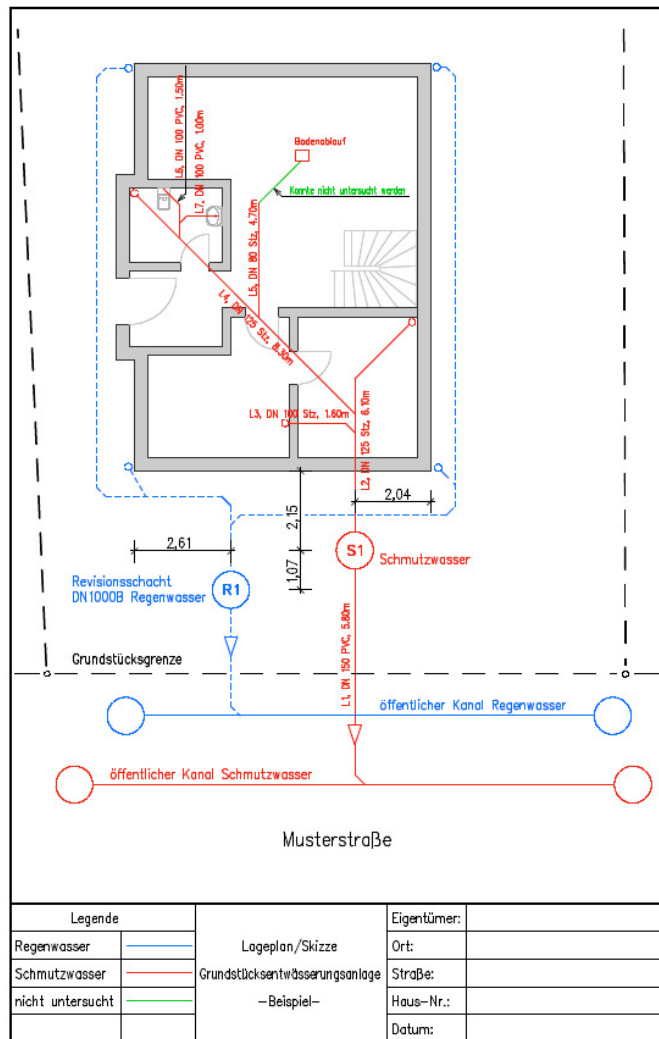 L6, DN 100 PVC, 1.50m
L7, DN 100 PVC, 1.00m
Bodenablauf
Konnte nicht untersucht werden
L5, DN 80 Stz, 4.70m
L4, DN 125 Stz, 8.30m
L3, DN 100 Stz, 1.60m
L2, DN 125 Stz, 6.10m
2,04
2,15
2,61
1,07
S1
Schmutzwasser
Revisionsschacht
DN1000B Regenwasser
R1
L1, DN 150 PVC, 5.80m
Grundstücksgrenze
öffentlicher Kanal Regenwasser
öffentlicher Kanal Schmutzwasser
Musterstraße
Legende
Regenwasser
Schmutzwasser
nicht untersucht
Lageplan/Skizze
Grundstücksentwässerungsanlage
-Beispiel-
Eigentümer:
Ort:
Straße:
Haus-Nr.:
Datum: